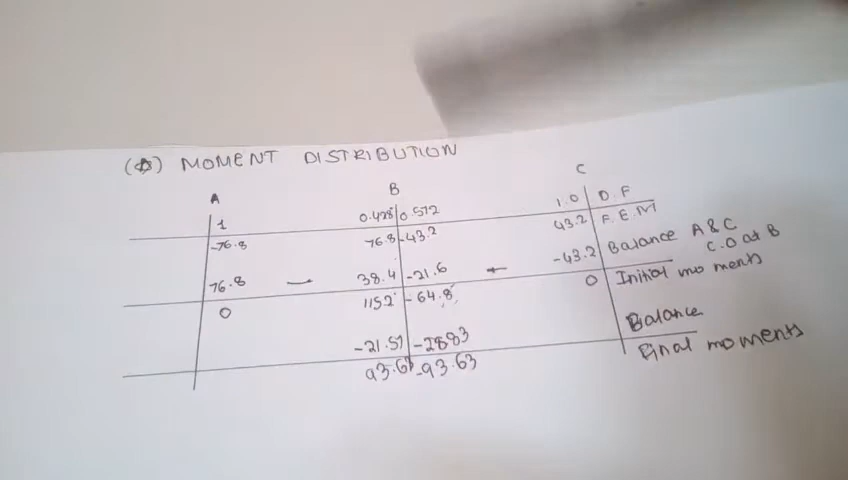 (b) MOMENT DISTRIBUTION
A B C
1 0.428 0.572 1.0 D.F
-76.8 76.8 -43.2 43.2 F.E.M
76.8 — 38.4 -21.6 ← -43.2 Balance A & C
C.O at B
0 115.2 -64.8 0 Initial mo ments
-21.57 -28.83 Balance
93.63 -93.63 Final moments